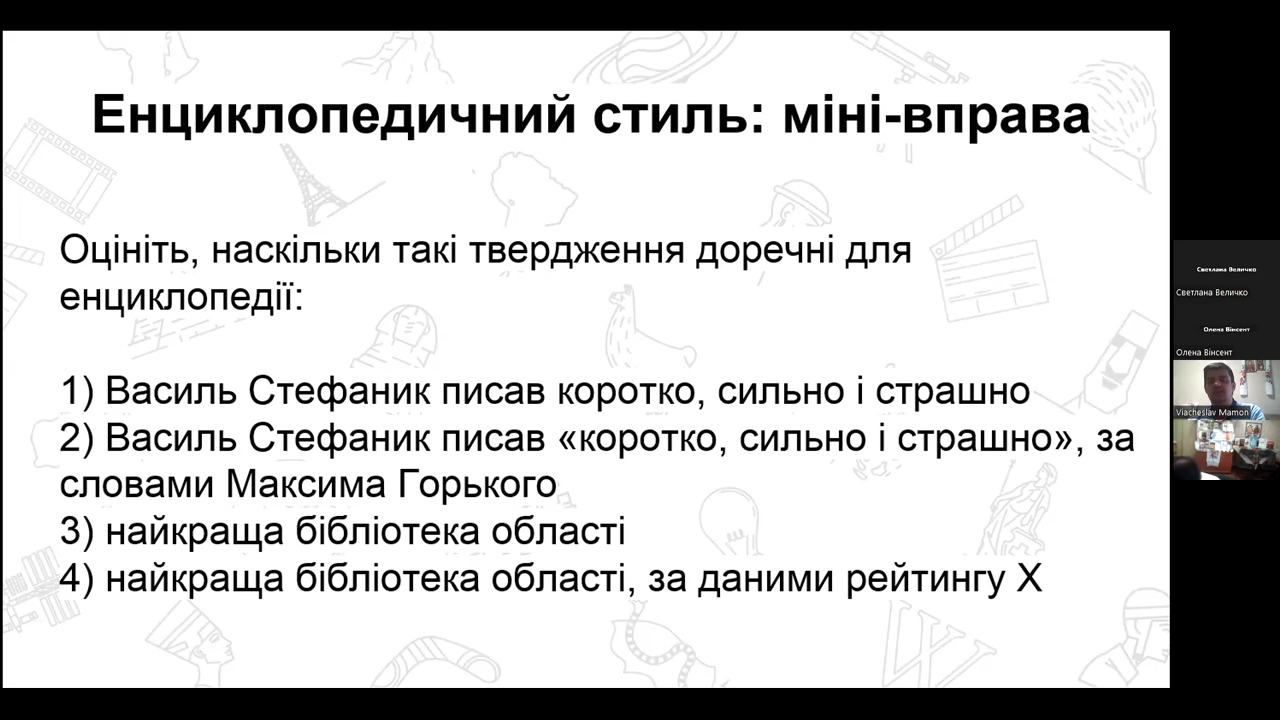 Енциклопедичний стиль: міні-вправа
Оцініть, наскільки такі твердження доречні для
енциклопедії:
1) Василь Стефаник писав коротко, сильно і страшно
2) Василь Стефаник писав «коротко, сильно і страшно», за
словами Максима Горького
3) найкраща бібліотека області
4) найкраща бібліотека області, за даними рейтингу Х
Светлана Величко
Светлана Величко
Олена Вінсент
Олена Вінсент
Viacheslav Mamon